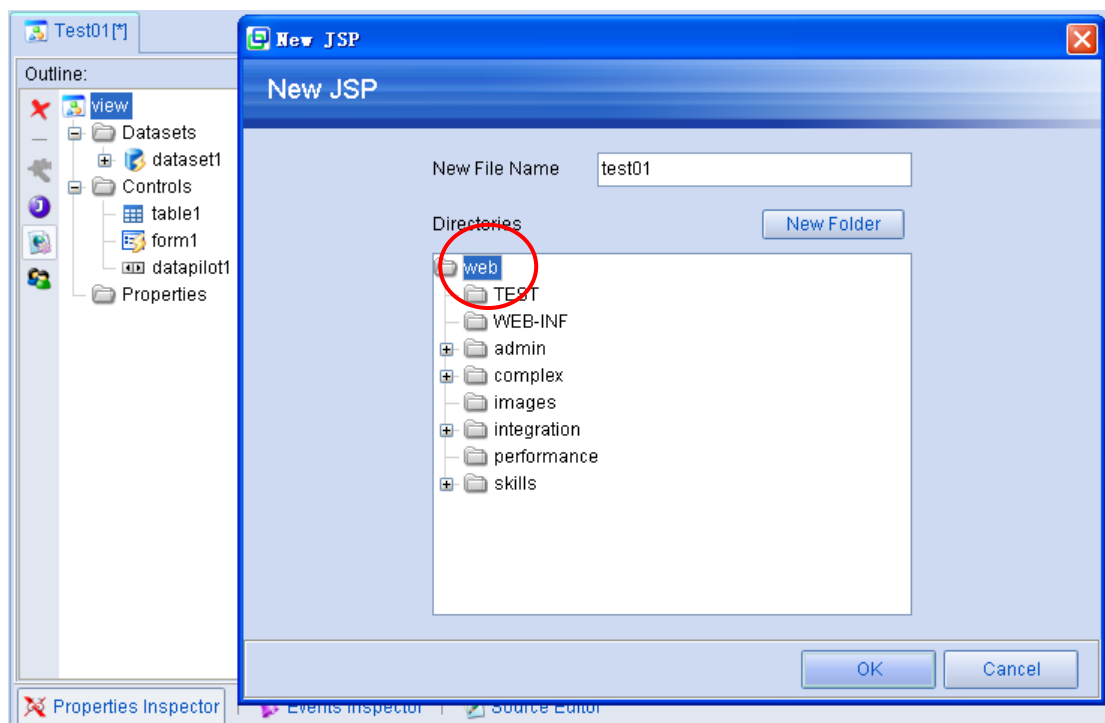 Test01[*]
Outline:
view
Datasets
dataset1
Controls
table1
form1
datapilot1
Properties
New JSP
New JSP
New File Name test01
Directories New Folder
web
TEST
WEB-INF
admin
complex
images
integration
performance
skills
OK Cancel
Properties Inspector Events Inspector Source Editor